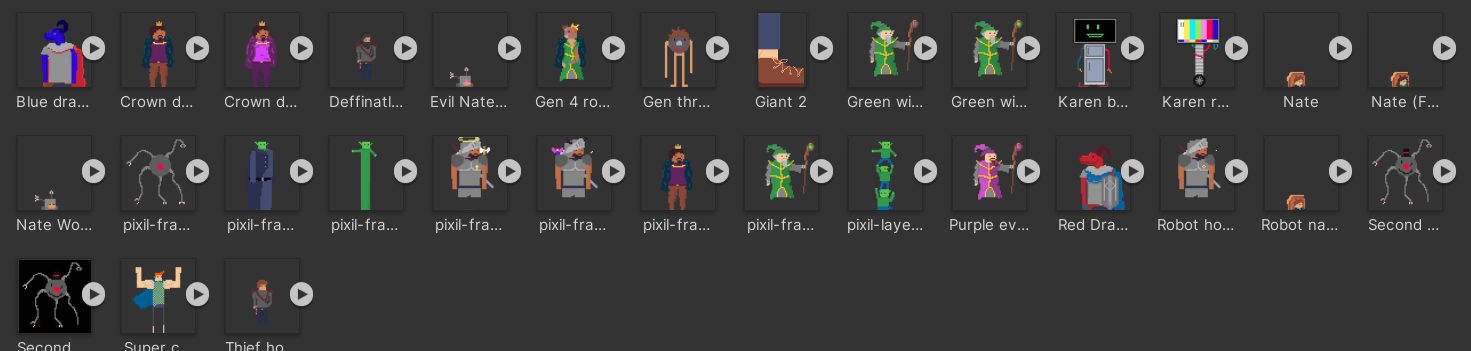 Blue dra...
Crown d...
Crown d...
Deffinatl...
Evil Nate...
Gen 4 ro...
Gen thr...
Giant 2
Green wi...
Green wi...
Karen b...
Karen r...
Nate
Nate (F...
Nate Wo...
pixil-fra...
pixil-fra...
pixil-fra...
pixil-fra...
pixil-fra...
pixil-fra...
pixil-fra...
pixil-laye...
Purple ev...
Red Dra...
Robot ho...
Robot na...
Second ...
Second
Super c
Thief ho